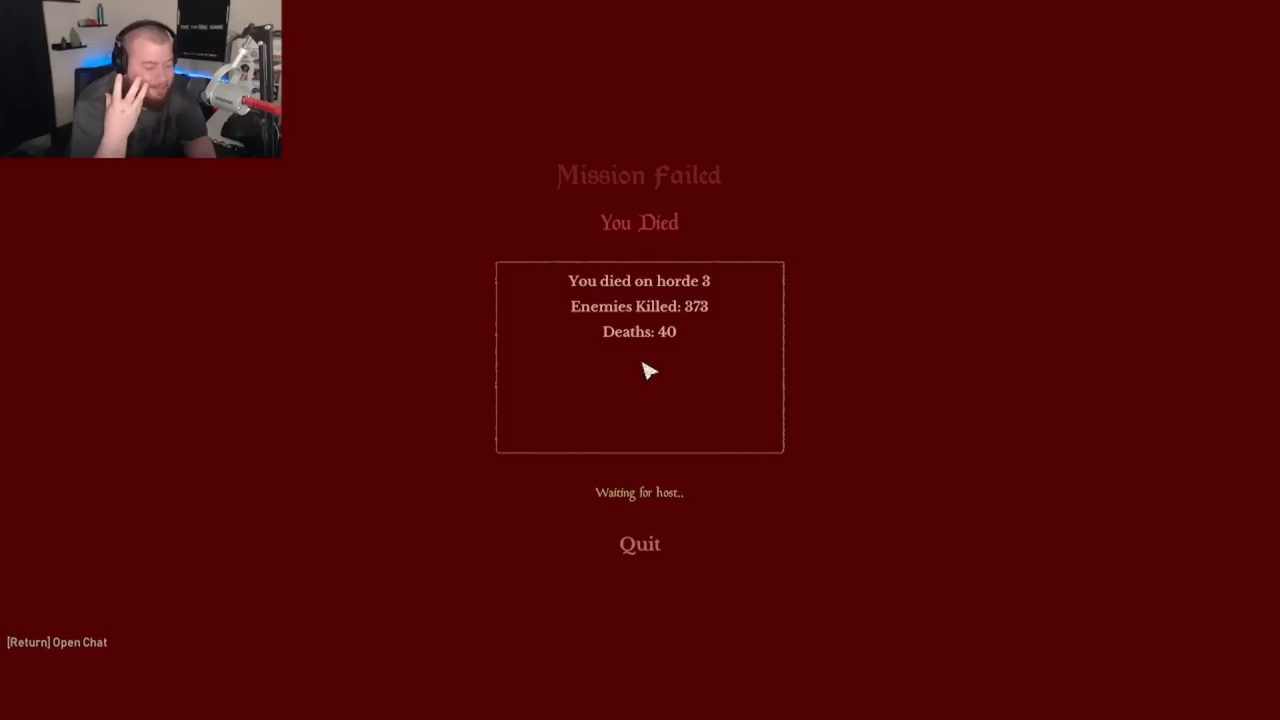 Mission Failed
You Died
You died on horde 3
Enemies Killed: 373
Deaths: 40
Waiting for host..
Quit
[Return] Open Chat